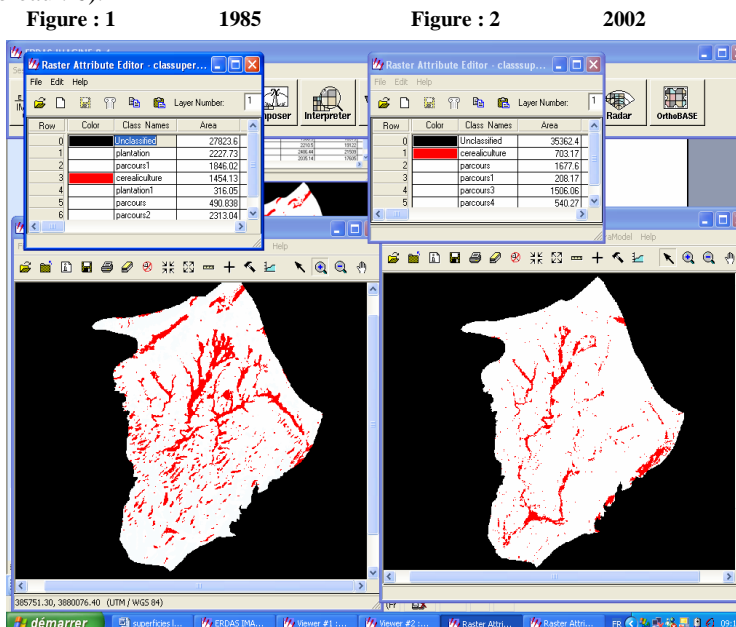 Figure : 1 1985 Figure : 2 2002
ERDAS IMAGINE
Raster Attribute Editor - classuper...
File Edit Help
Layer Number: 1
Row Color Class Names Area
0 Unclassified 27823.6
1 plantation 2227.73
2 parcours1 1846.02
3 cerealiculture 1454.13
4 plantation1 316.05
5 parcours 490.838
6 parcours2 2313.04
Raster Attribute Editor - classsup...
File Edit Help
Layer Number: 1
Row Color Class Names Area
0 Unclassified 35362.4
1 cerealiculture 703.17
2 parcours 1677.6
3 parcours1 208.17
4 parcours3 1506.06
5 parcours4 540.27
Interpreter
Radar
OrthoBASE
Help
Help
385751.30, 3880076.40 (UTM / WGS 84)
démarrer superficies l... ERDAS IMA... Viewer #1 :... Viewer #2 :... Raster Attri... Raster Attri... FR